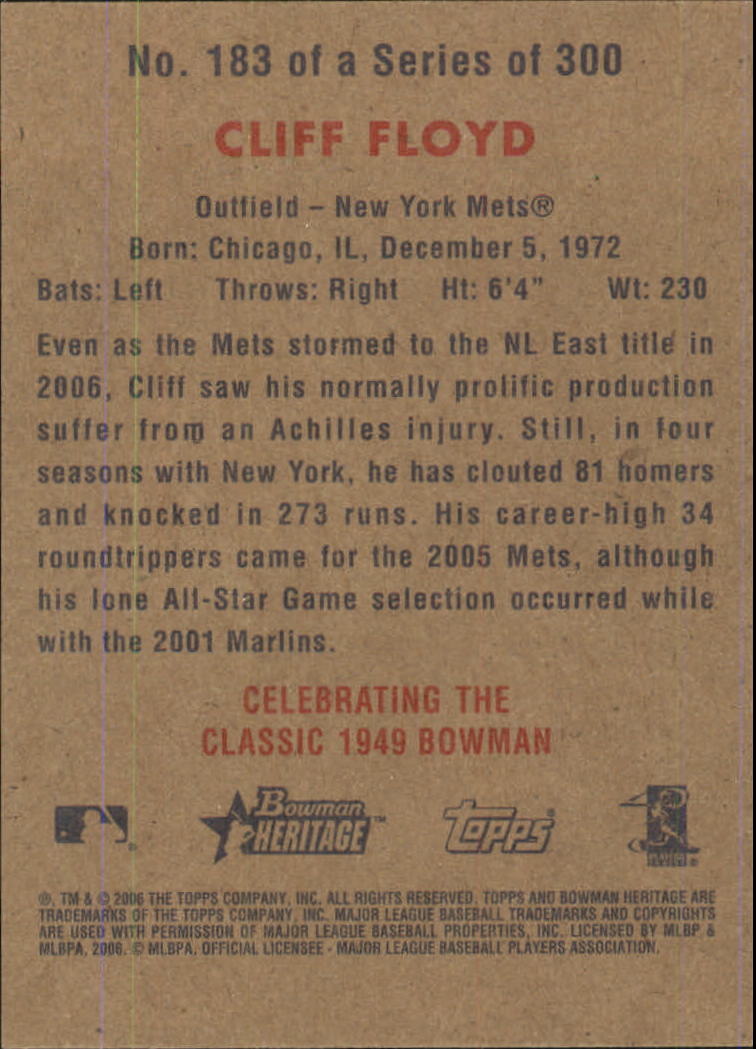 No. 183 of a Series of 300
CLIFF FLOYD
Outfield – New York Mets®
Born: Chicago, IL, December 5, 1972
Bats: Left Throws: Right Ht: 6'4" Wt: 230
Even as the Mets stormed to the NL East title in
2006, Cliff saw his normally prolific production
suffer from an Achilles injury. Still, in four
seasons with New York, he has clouted 81 homers
and knocked in 273 runs. His career-high 34
roundtrippers came for the 2005 Mets, although
his lone All-Star Game selection occurred while
with the 2001 Marlins.
CELEBRATING THE
CLASSIC 1949 BOWMAN
® Bowman HERITAGE™ Topps® ®
®, TM & © 2006 THE TOPPS COMPANY, INC. ALL RIGHTS RESERVED. TOPPS AND BOWMAN HERITAGE ARE
TRADEMARKS OF THE TOPPS COMPANY, INC. MAJOR LEAGUE BASEBALL TRADEMARKS AND COPYRIGHTS
ARE USED WITH PERMISSION OF MAJOR LEAGUE BASEBALL PROPERTIES, INC. LICENSED BY MLBP &
MLBPA, 2006. © MLBPA. OFFICIAL LICENSEE - MAJOR LEAGUE BASEBALL PLAYERS ASSOCIATION.